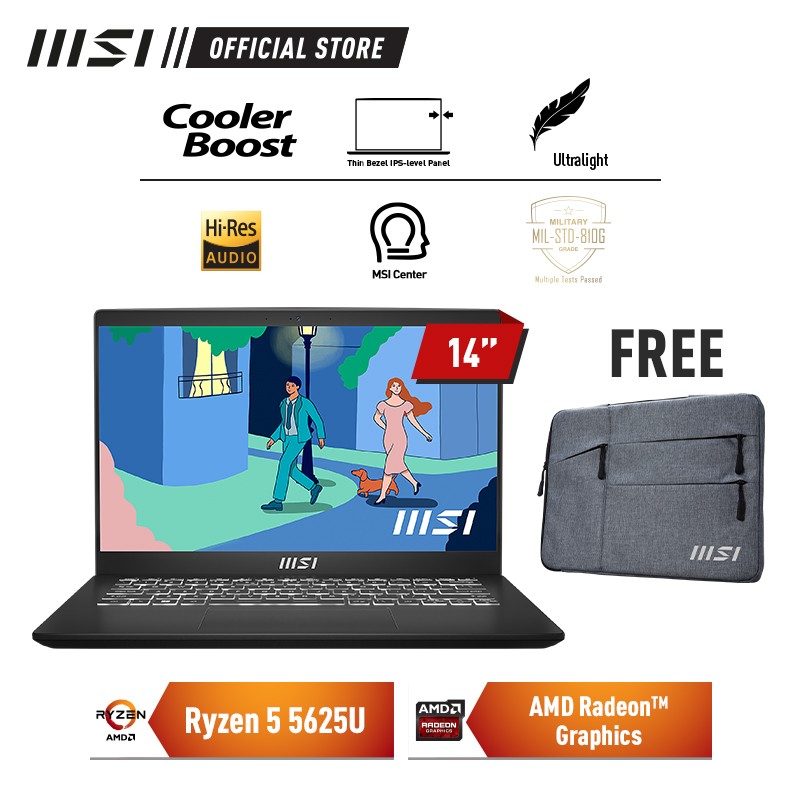 msi
OFFICIAL STORE
Cooler
Boost
Thin Bezel IPS-level Panel
Ultralight
Hi-Res
AUDIO
MSI Center
MILITARY
MIL-STD-810G
GRADE
Multiple Tests Passed
14”
FREE
msi
msi
msi
RYZEN
AMD
Ryzen 5 5625U
AMD
RADEON
GRAPHICS
AMD Radeon™
Graphics